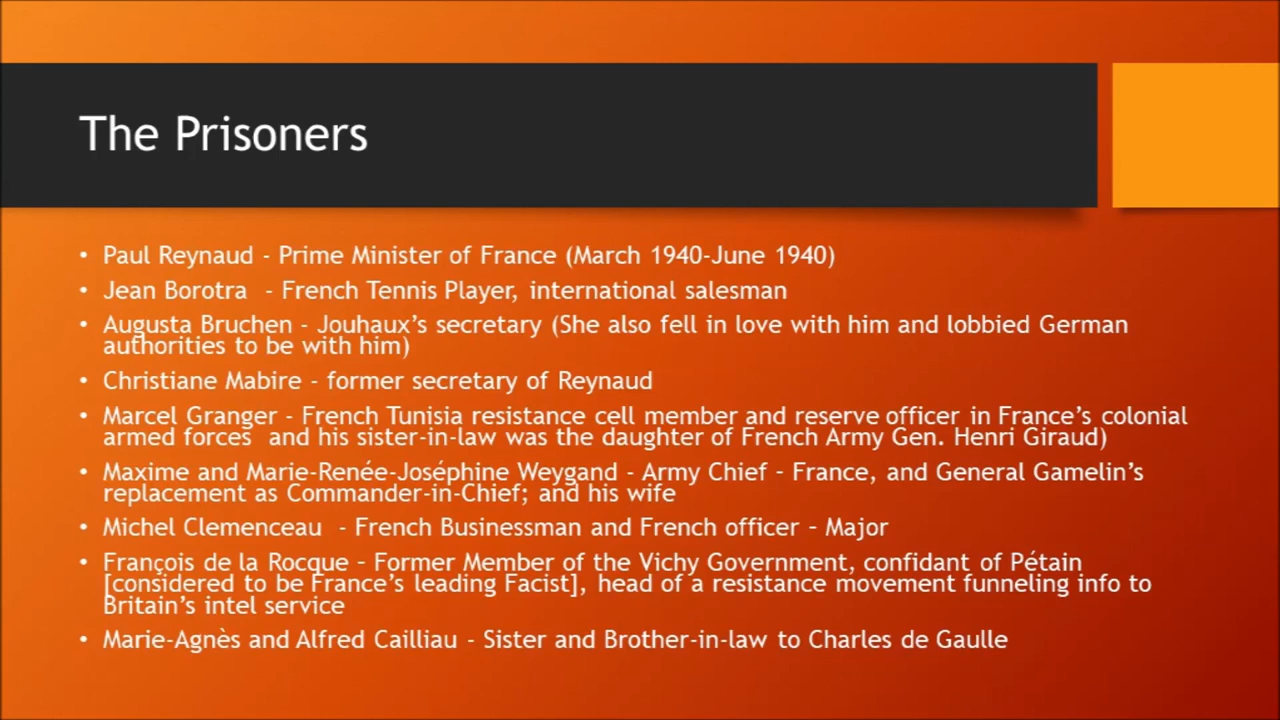 The Prisoners
• Paul Reynaud - Prime Minister of France (March 1940-June 1940)
• Jean Borotra  - French Tennis Player, international salesman
• Augusta Bruchen - Jouhaux’s secretary (She also fell in love with him and lobbied German
authorities to be with him)
• Christiane Mabire - former secretary of Reynaud
• Marcel Granger - French Tunisia resistance cell member and reserve officer in France’s colonial
armed forces  and his sister-in-law was the daughter of French Army Gen. Henri Giraud)
• Maxime and Marie-Renée-Joséphine Weygand - Army Chief – France, and General Gamelin’s
replacement as Commander-in-Chief; and his wife
• Michel Clemenceau  - French Businessman and French officer – Major
• François de la Rocque – Former Member of the Vichy Government, confidant of Pétain
[considered to be France’s leading Facist], head of a resistance movement funneling info to
Britain’s intel service
• Marie-Agnès and Alfred Cailliau - Sister and Brother-in-law to Charles de Gaulle